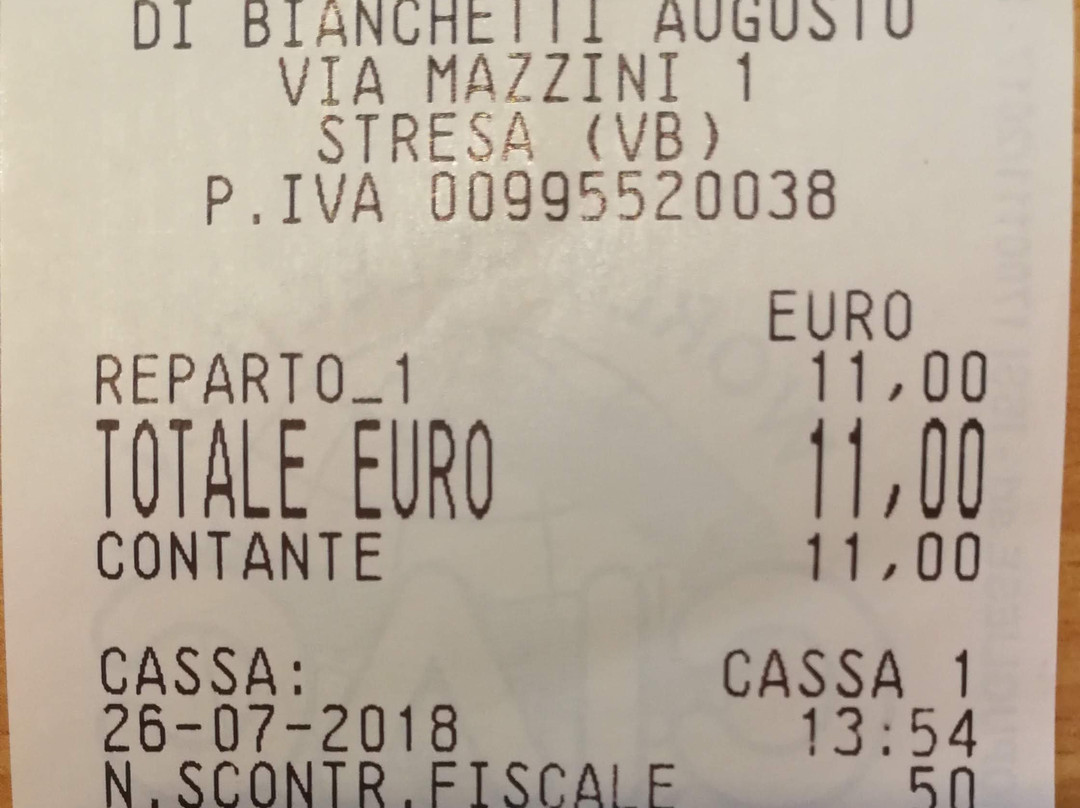 DI BIANCHETTI AUGUSTO
VIA MAZZINI 1
STRESA (VB)
P.IVA 00995520038
EURO
REPARTO_1 11,00
TOTALE EURO 11,00
CONTANTE 11,00
CASSA: CASSA 1
26-07-2018 13:54
N.SCONTR.FISCALE 50